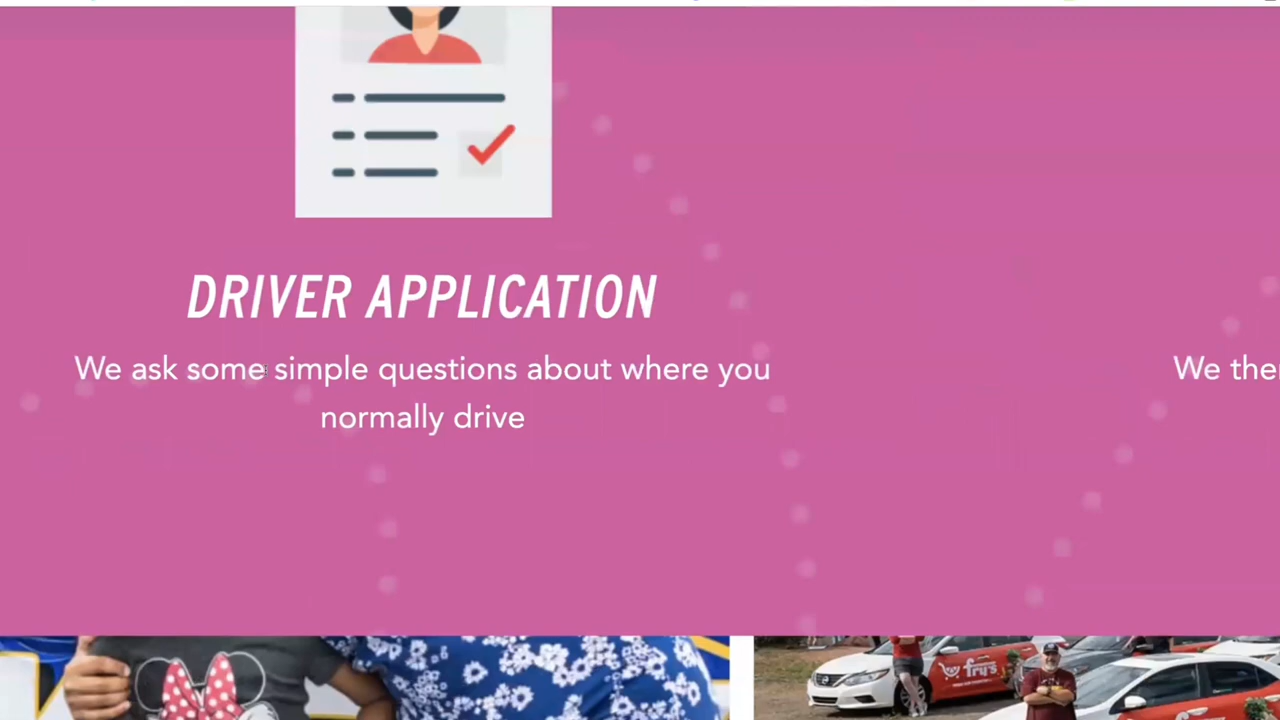 DRIVER APPLICATION
We ask some simple questions about where you
normally drive
We the
fry's